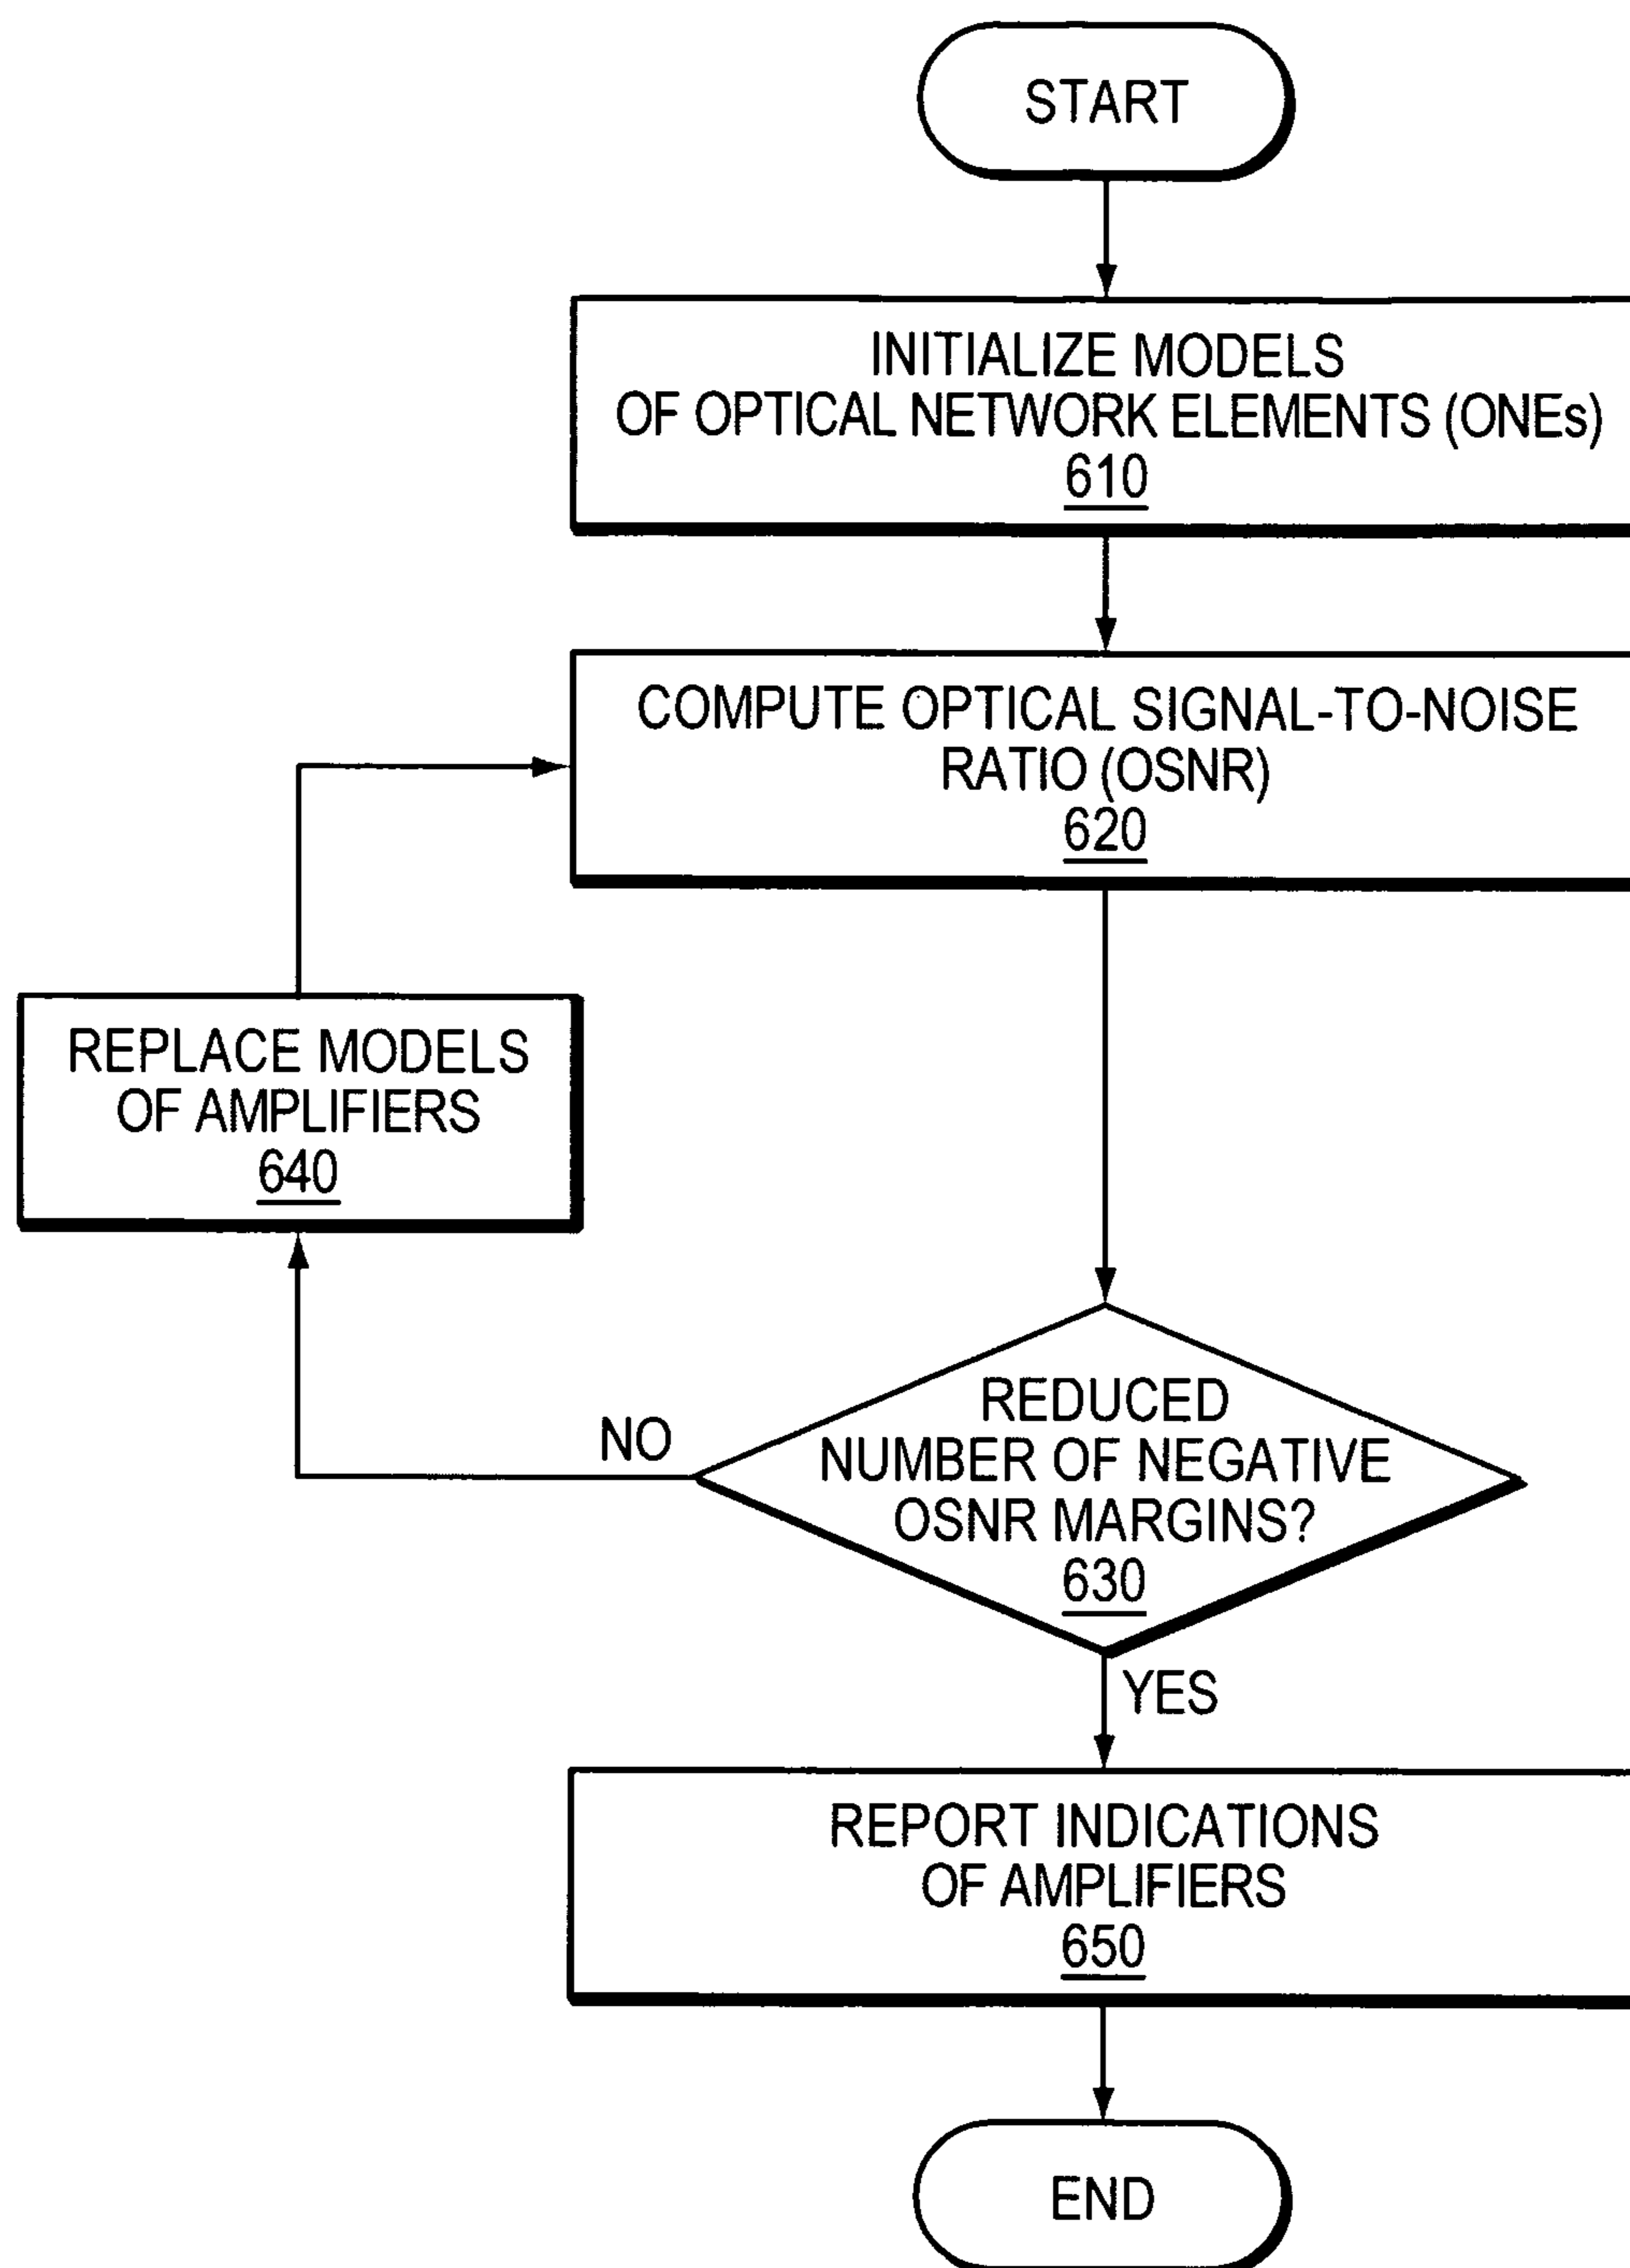 START
INITIALIZE MODELS
OF OPTICAL NETWORK ELEMENTS (ONEs)
610
COMPUTE OPTICAL SIGNAL-TO-NOISE
RATIO (OSNR)
620
REPLACE MODELS
OF AMPLIFIERS
640
REDUCED
NUMBER OF NEGATIVE
OSNR MARGINS?
630
NO
YES
REPORT INDICATIONS
OF AMPLIFIERS
650
END